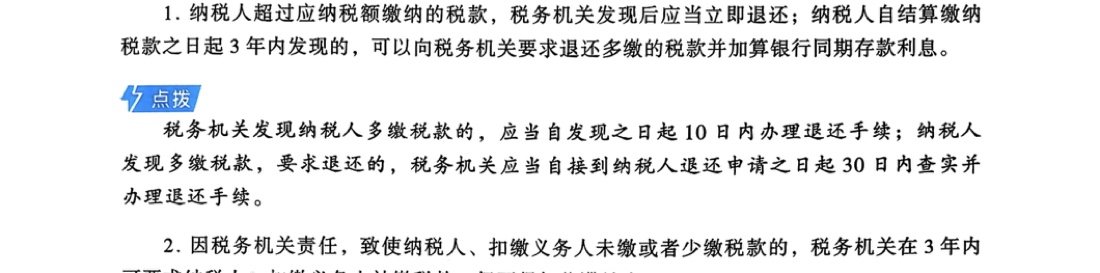 1. 纳税人超过应纳税额缴纳的税款，税务机关发现后应当立即退还；纳税人自结算缴纳
税款之日起 3 年内发现的，可以向税务机关要求退还多缴的税款并加算银行同期存款利息。
点拨
税务机关发现纳税人多缴税款的，应当自发现之日起 10 日内办理退还手续；纳税人
发现多缴税款，要求退还的，税务机关应当自接到纳税人退还申请之日起 30 日内查实并
办理退还手续。
2. 因税务机关责任，致使纳税人、扣缴义务人未缴或者少缴税款的，税务机关在 3 年内